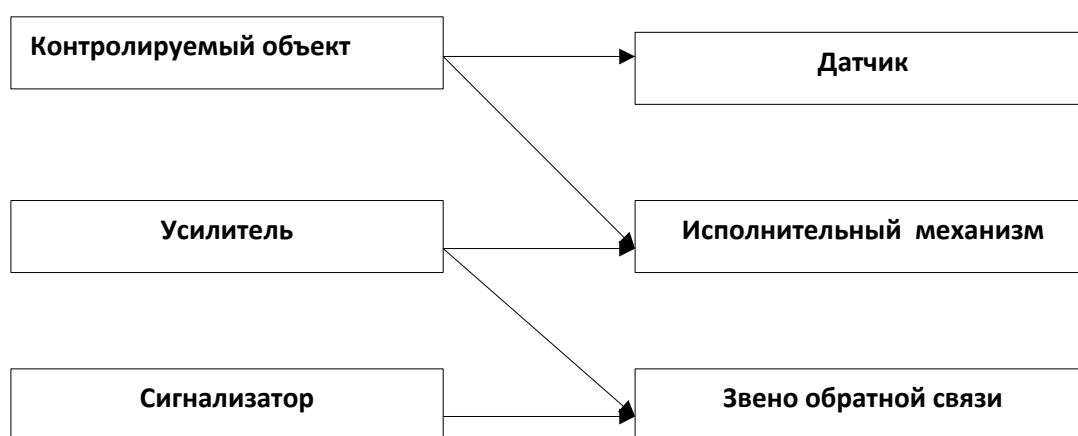 Контролируемый объект
Датчик
Усилитель
Исполнительный механизм
Сигнализатор
Звено обратной связи